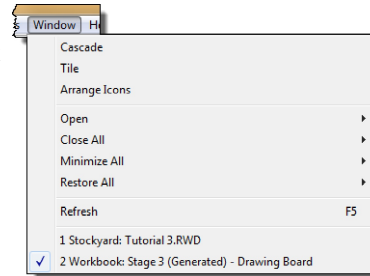 s Window H
Cascade
Tile
Arrange Icons
Open
Close All
Minimize All
Restore All
Refresh F5
1 Stockyard: Tutorial 3.RWD
2 Workbook: Stage 3 (Generated) - Drawing Board